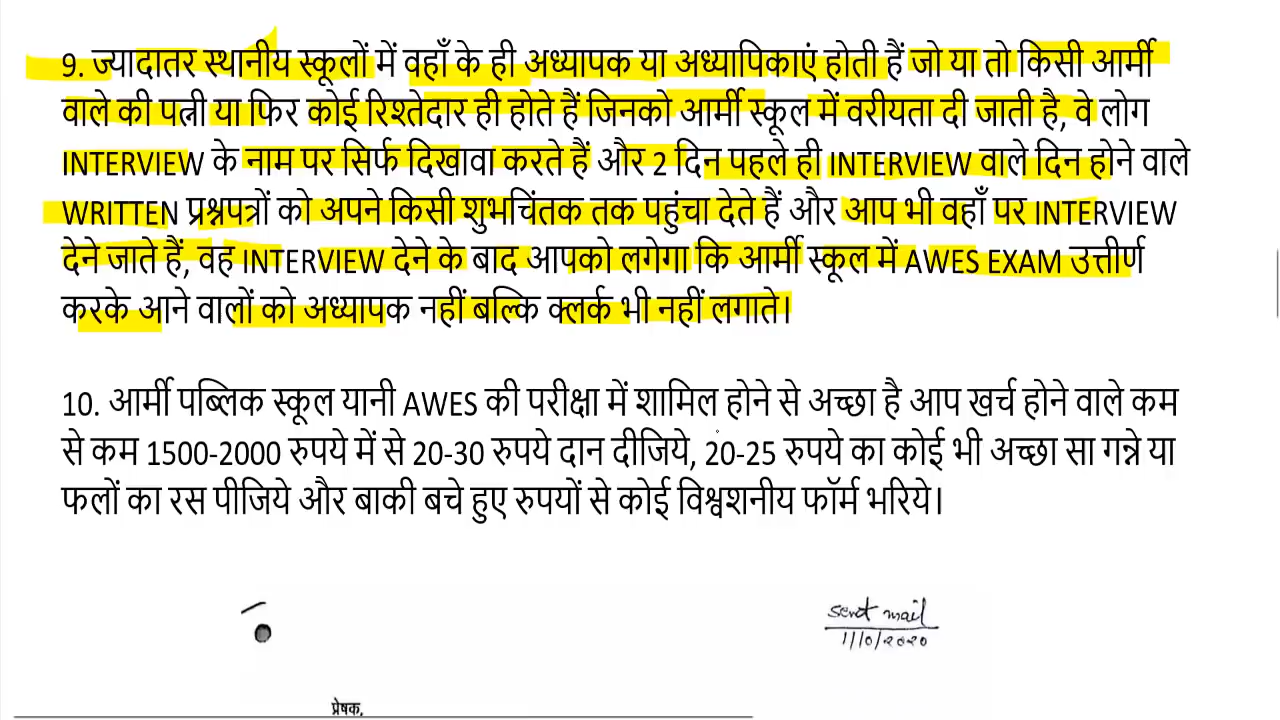 9. ज्यादातर स्थानीय स्कूलों में वहाँ के ही अध्यापक या अध्यापिकाएं होती हैं जो या तो किसी आर्मी
वाले की पत्नी या फिर कोई रिश्तेदार ही होते हैं जिनको आर्मी स्कूल में वरीयता दी जाती है, वे लोग
INTERVIEW के नाम पर सिर्फ दिखावा करते हैं और 2 दिन पहले ही INTERVIEW वाले दिन होने वाले
WRITTEN प्रश्नपत्रों को अपने किसी शुभचिंतक तक पहुंचा देते हैं और आप भी वहाँ पर INTERVIEW
देने जाते हैं, वह INTERVIEW देने के बाद आपको लगेगा कि आर्मी स्कूल में AWES EXAM उत्तीर्ण
करके आने वालों को अध्यापक नहीं बल्कि क्लर्क भी नहीं लगाते।
10. आर्मी पब्लिक स्कूल यानी AWES की परीक्षा में शामिल होने से अच्छा है आप खर्च होने वाले कम
से कम 1500-2000 रुपये में से 20-30 रुपये दान दीजिये, 20-25 रुपये का कोई भी अच्छा सा गन्ने या
फलों का रस पीजिये और बाकी बचे हुए रुपयों से कोई विश्वशनीय फॉर्म भरिये।
sent mail
1/10/2020
प्रेषक,